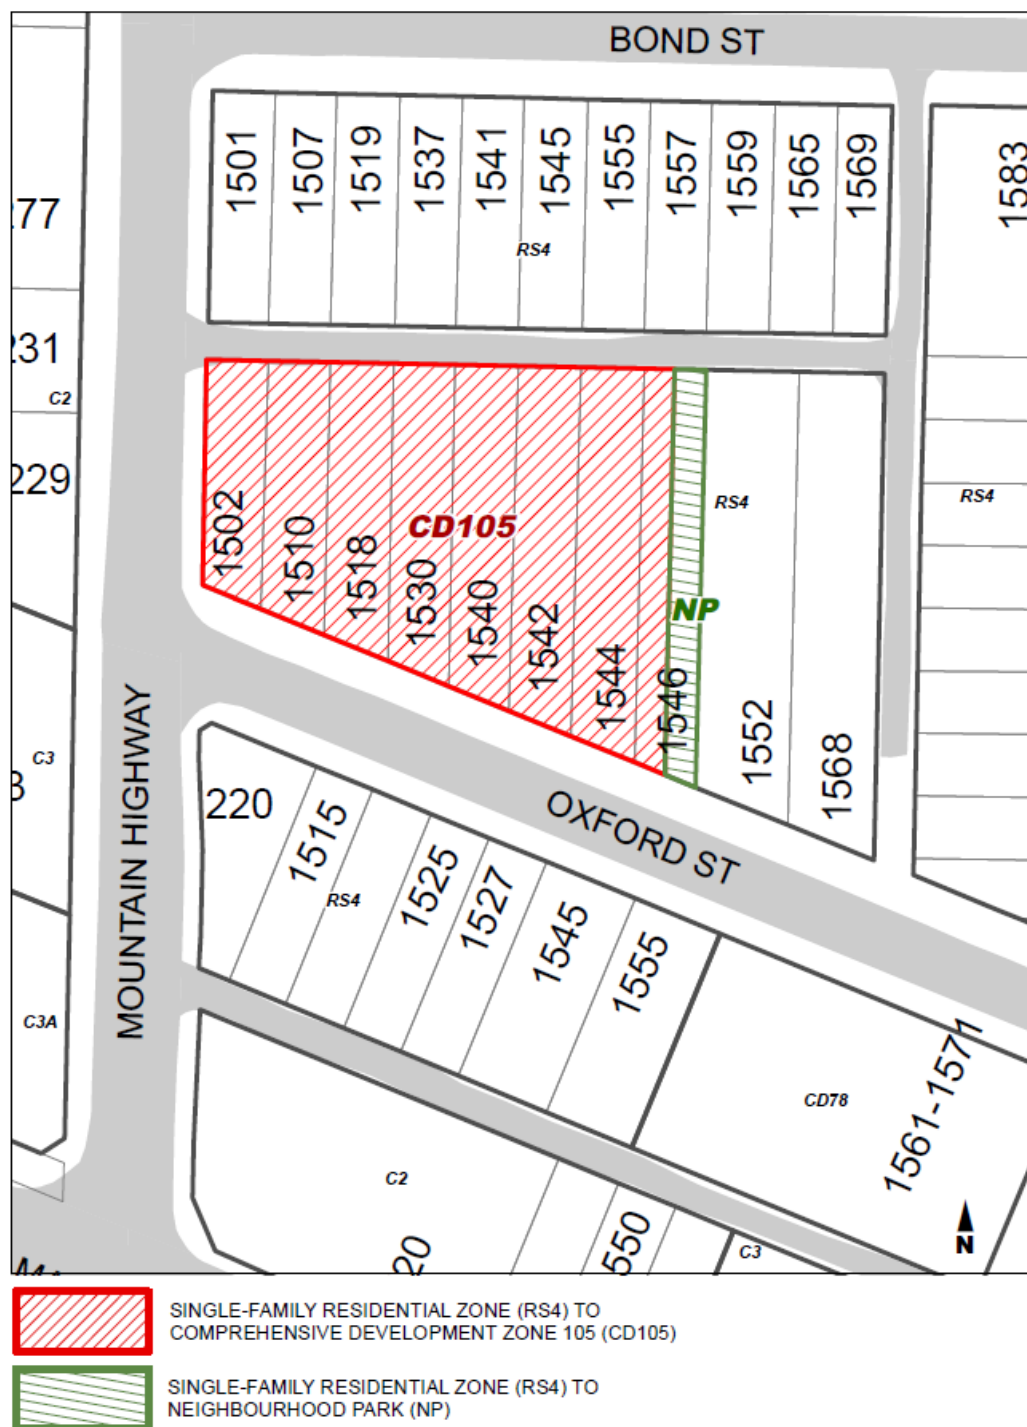 BOND ST
1501
1507
1519
1537
1541
1545
1555
1557
1559
1565
1569
1583
RS4
277
231
C2
229
1502
1510
1518
1530
1540
1542
1544
1546
1552
1568
CD105
NP
RS4
RS4
C3
MOUNTAIN HIGHWAY
OXFORD ST
220
1515
1525
1527
1545
1555
RS4
C3A
1561-1571
CD78
C2
20
550
C3
N
SINGLE-FAMILY RESIDENTIAL ZONE (RS4) TO
COMPREHENSIVE DEVELOPMENT ZONE 105 (CD105)
SINGLE-FAMILY RESIDENTIAL ZONE (RS4) TO
NEIGHBOURHOOD PARK (NP)